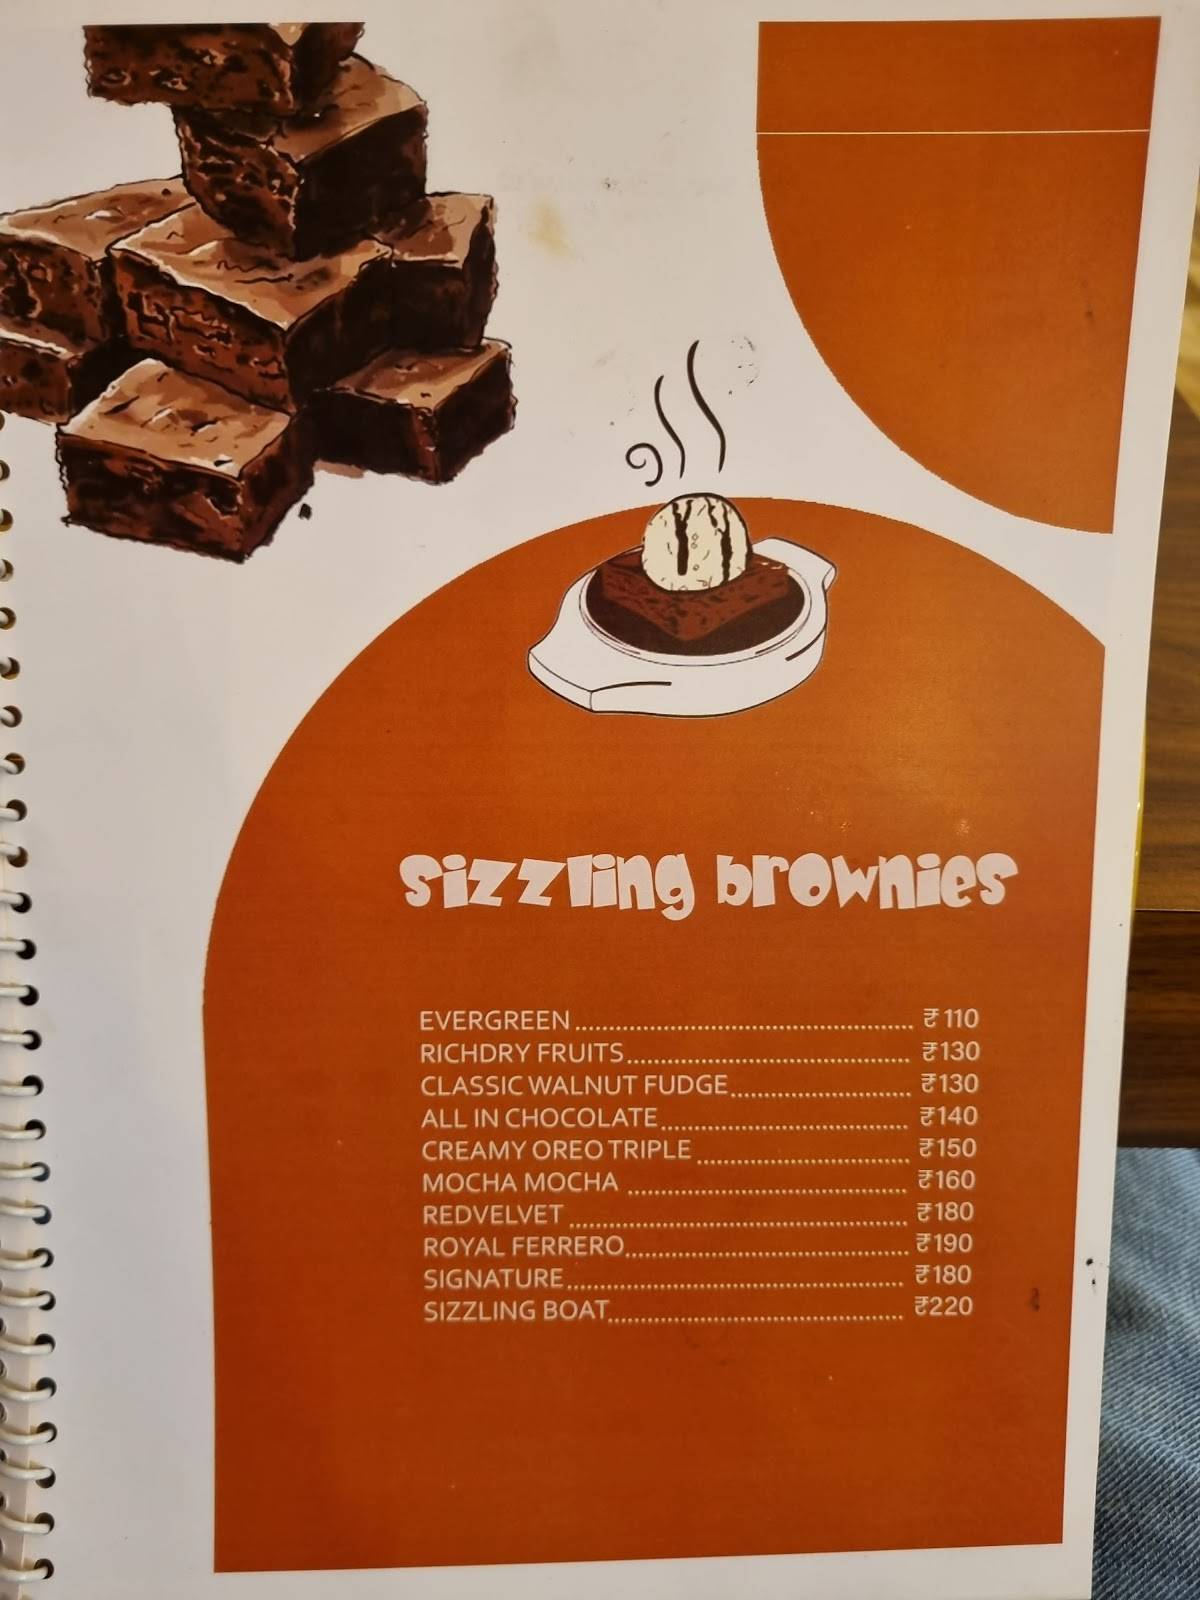 sizzling brownies
EVERGREEN ₹ 110
RICHDRY FRUITS ₹130
CLASSIC WALNUT FUDGE ₹130
ALL IN CHOCOLATE ₹140
CREAMY OREO TRIPLE ₹150
MOCHA MOCHA ₹160
REDVELVET ₹180
ROYAL FERRERO ₹190
SIGNATURE ₹180
SIZZLING BOAT ₹220